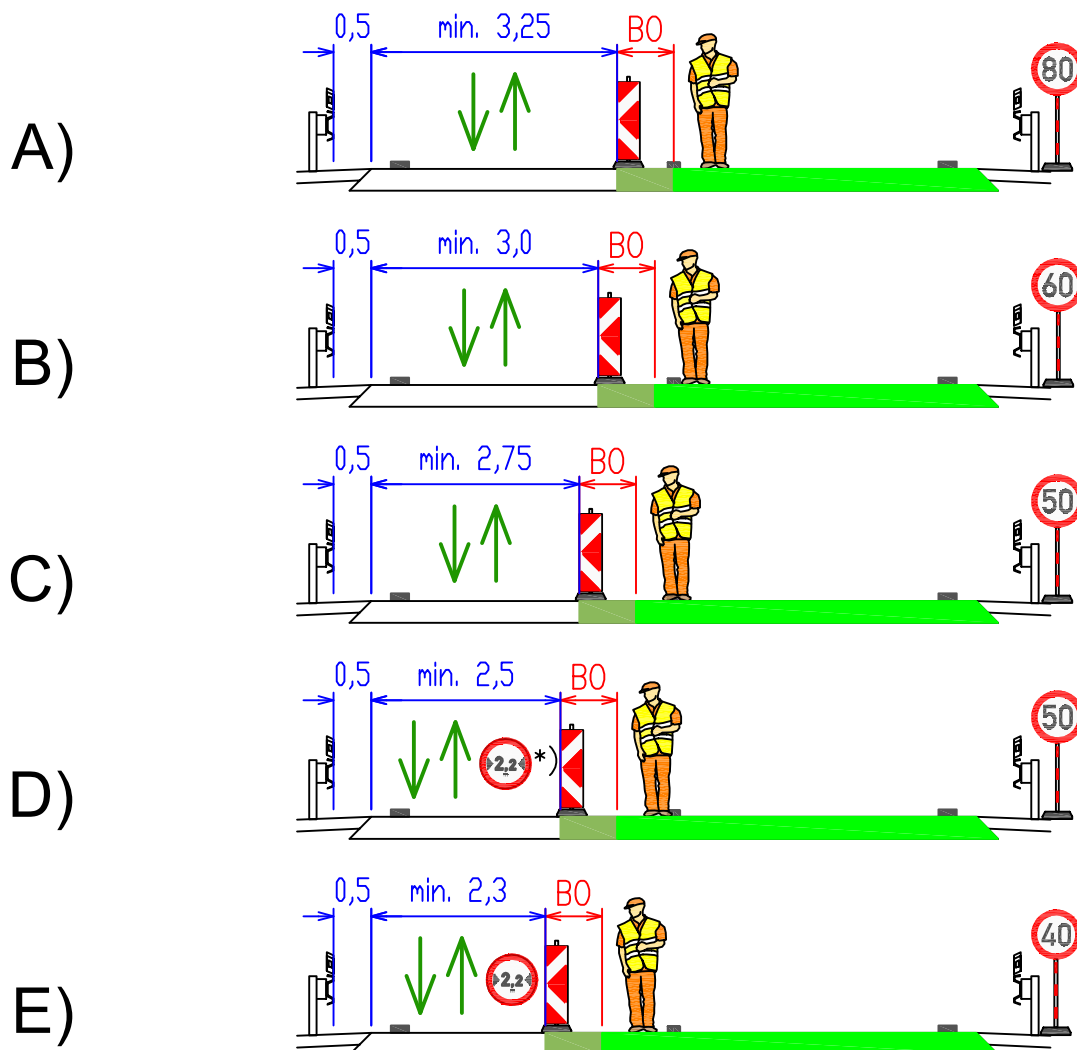 0,5 min. 3,25 BO
A) 80
0,5 min. 3,0 BO
B) 60
0,5 min. 2,75 BO
C) 50
0,5 min. 2,5 BO
D) 2,2 *) 50
0,5 min. 2,3 BO
E) 2,2 40